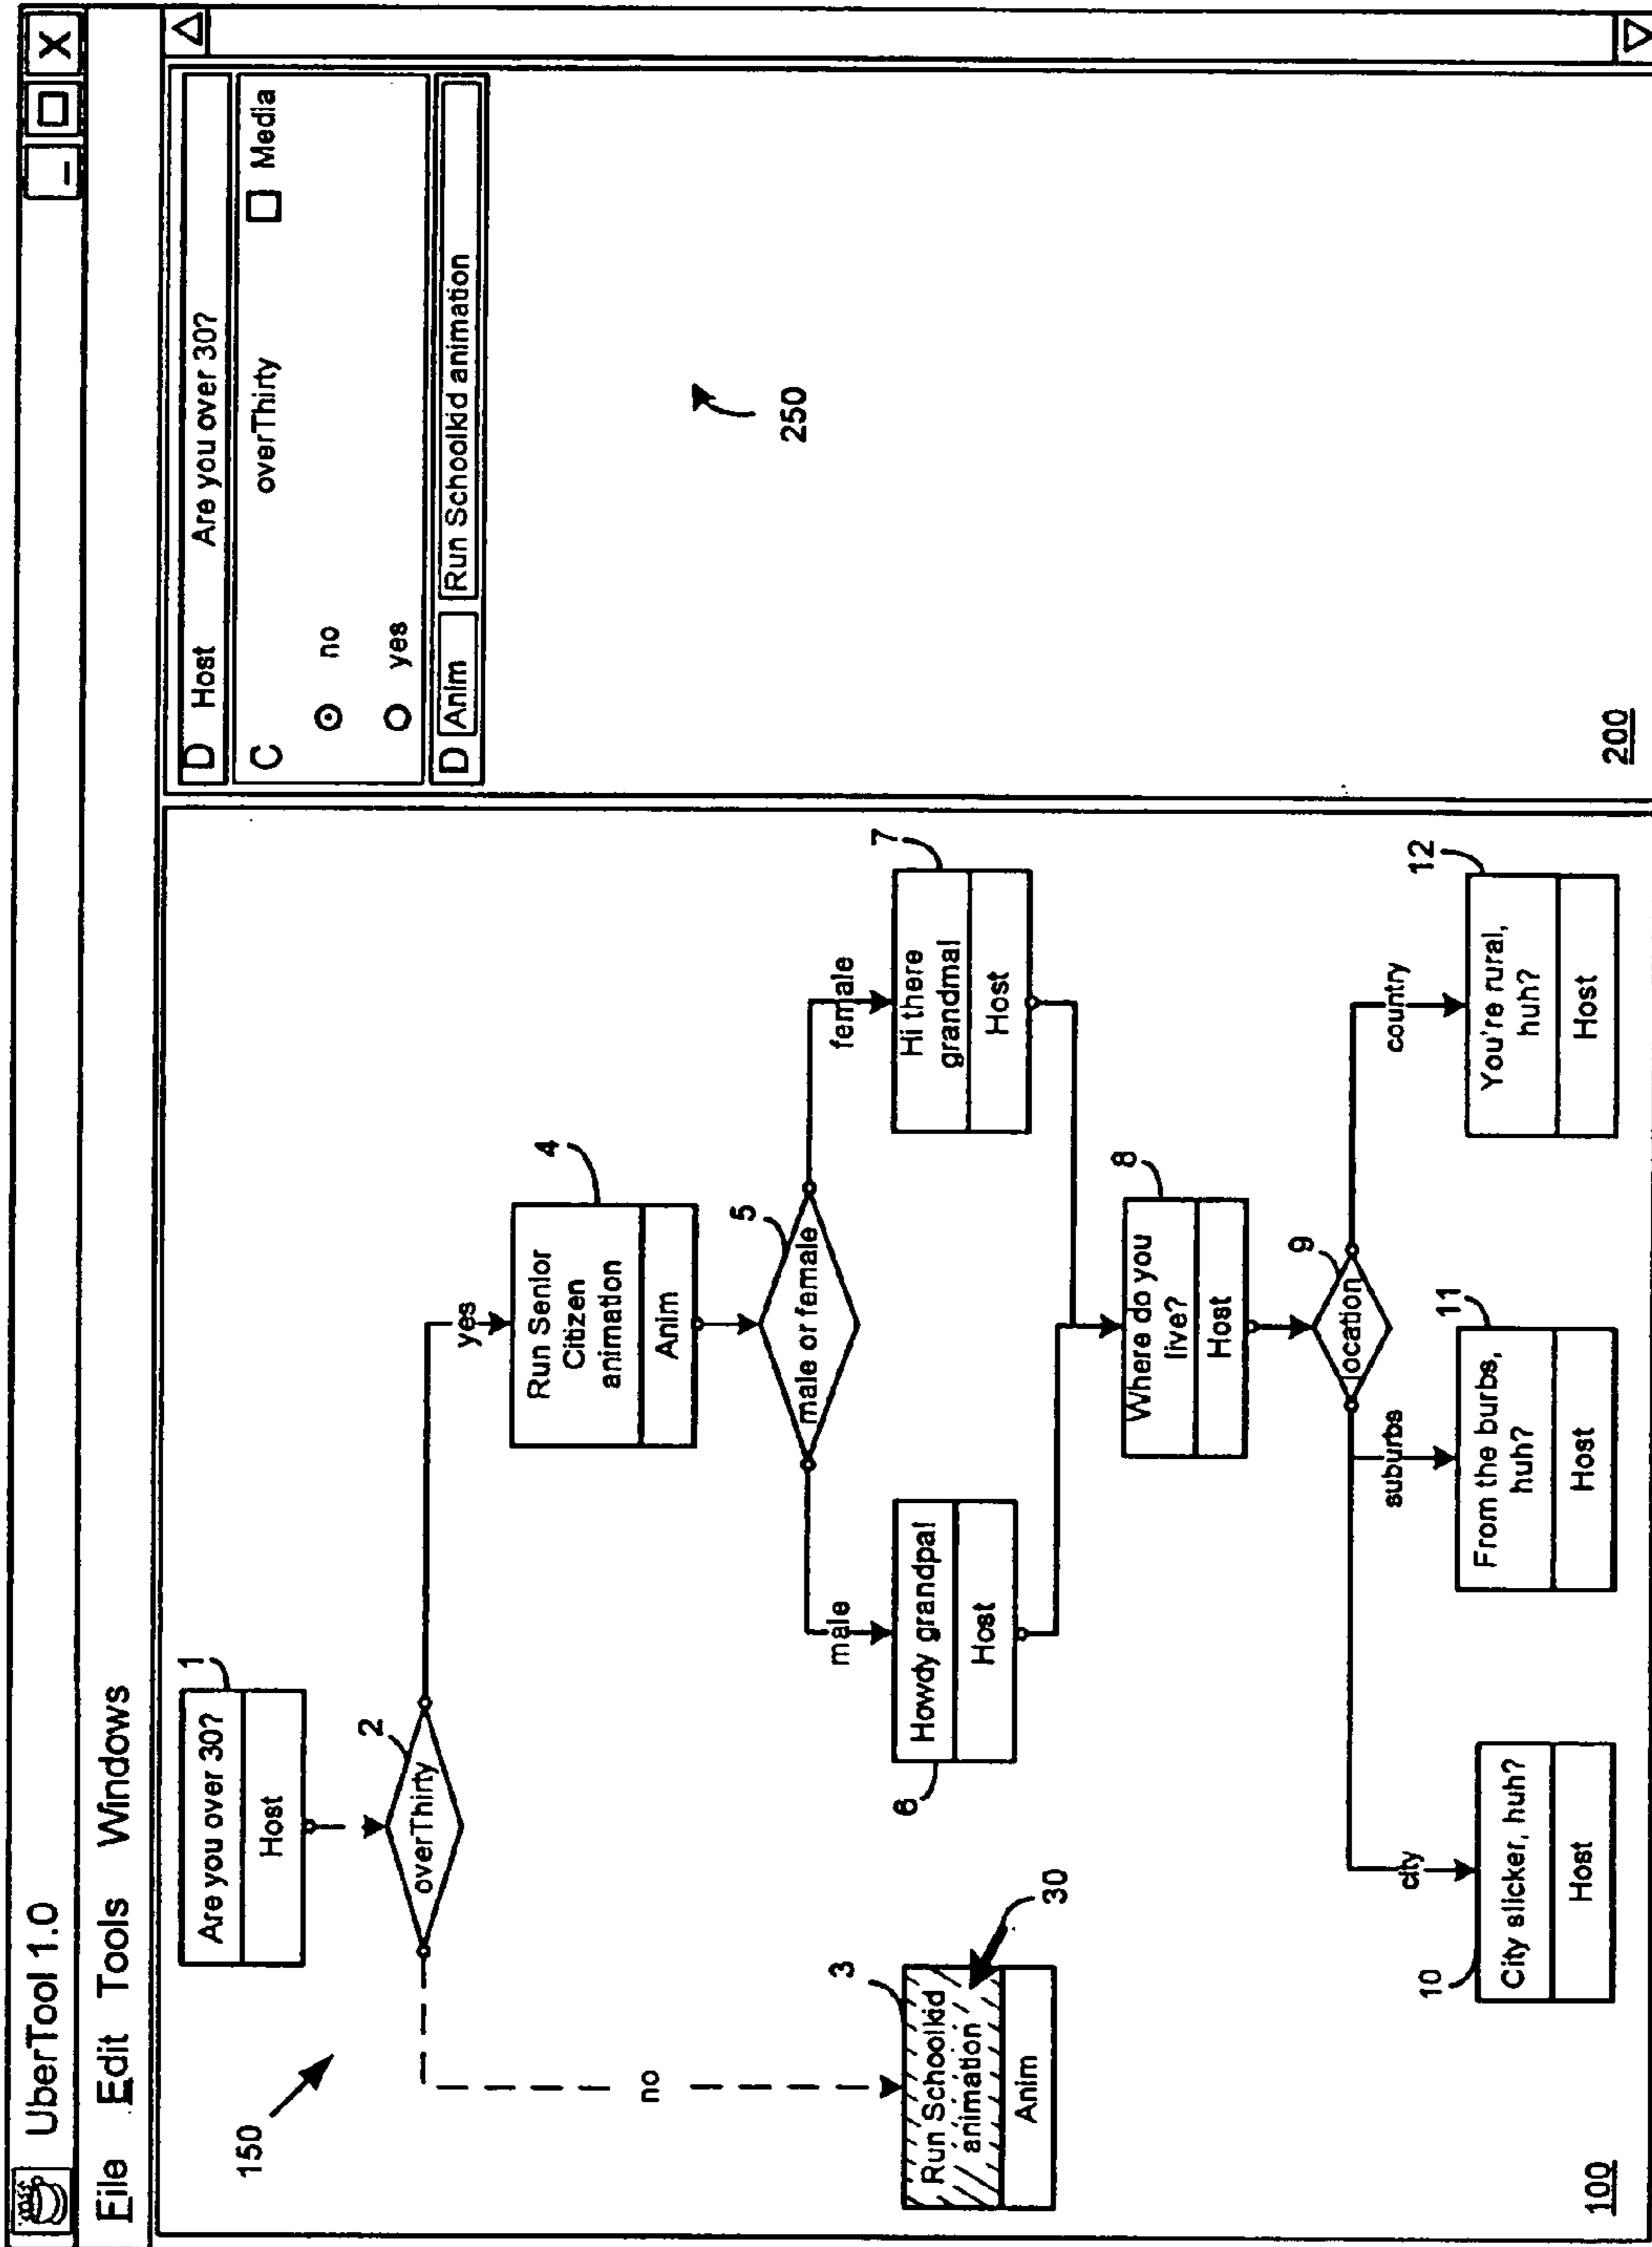 UberTool 1.0
File Edit Tools Windows
150
Are you over 30?
Host
1
overThirty
2
no
yes
Run Schoolkid
animation
Anim
3
30
Run Senior
Citizen
animation
Anim
4
male or female
5
male
female
Howdy grandpa!
Host
6
Hi there
grandma!
Host
7
Where do you
live?
Host
8
location
9
city
suburbs
country
City slicker, huh?
Host
10
From the burbs,
huh?
Host
11
You're rural,
huh?
Host
12
100
D Host Are you over 30?
C overThirty Media
no
yes
D Anim Run Schoolkid animation
250
200